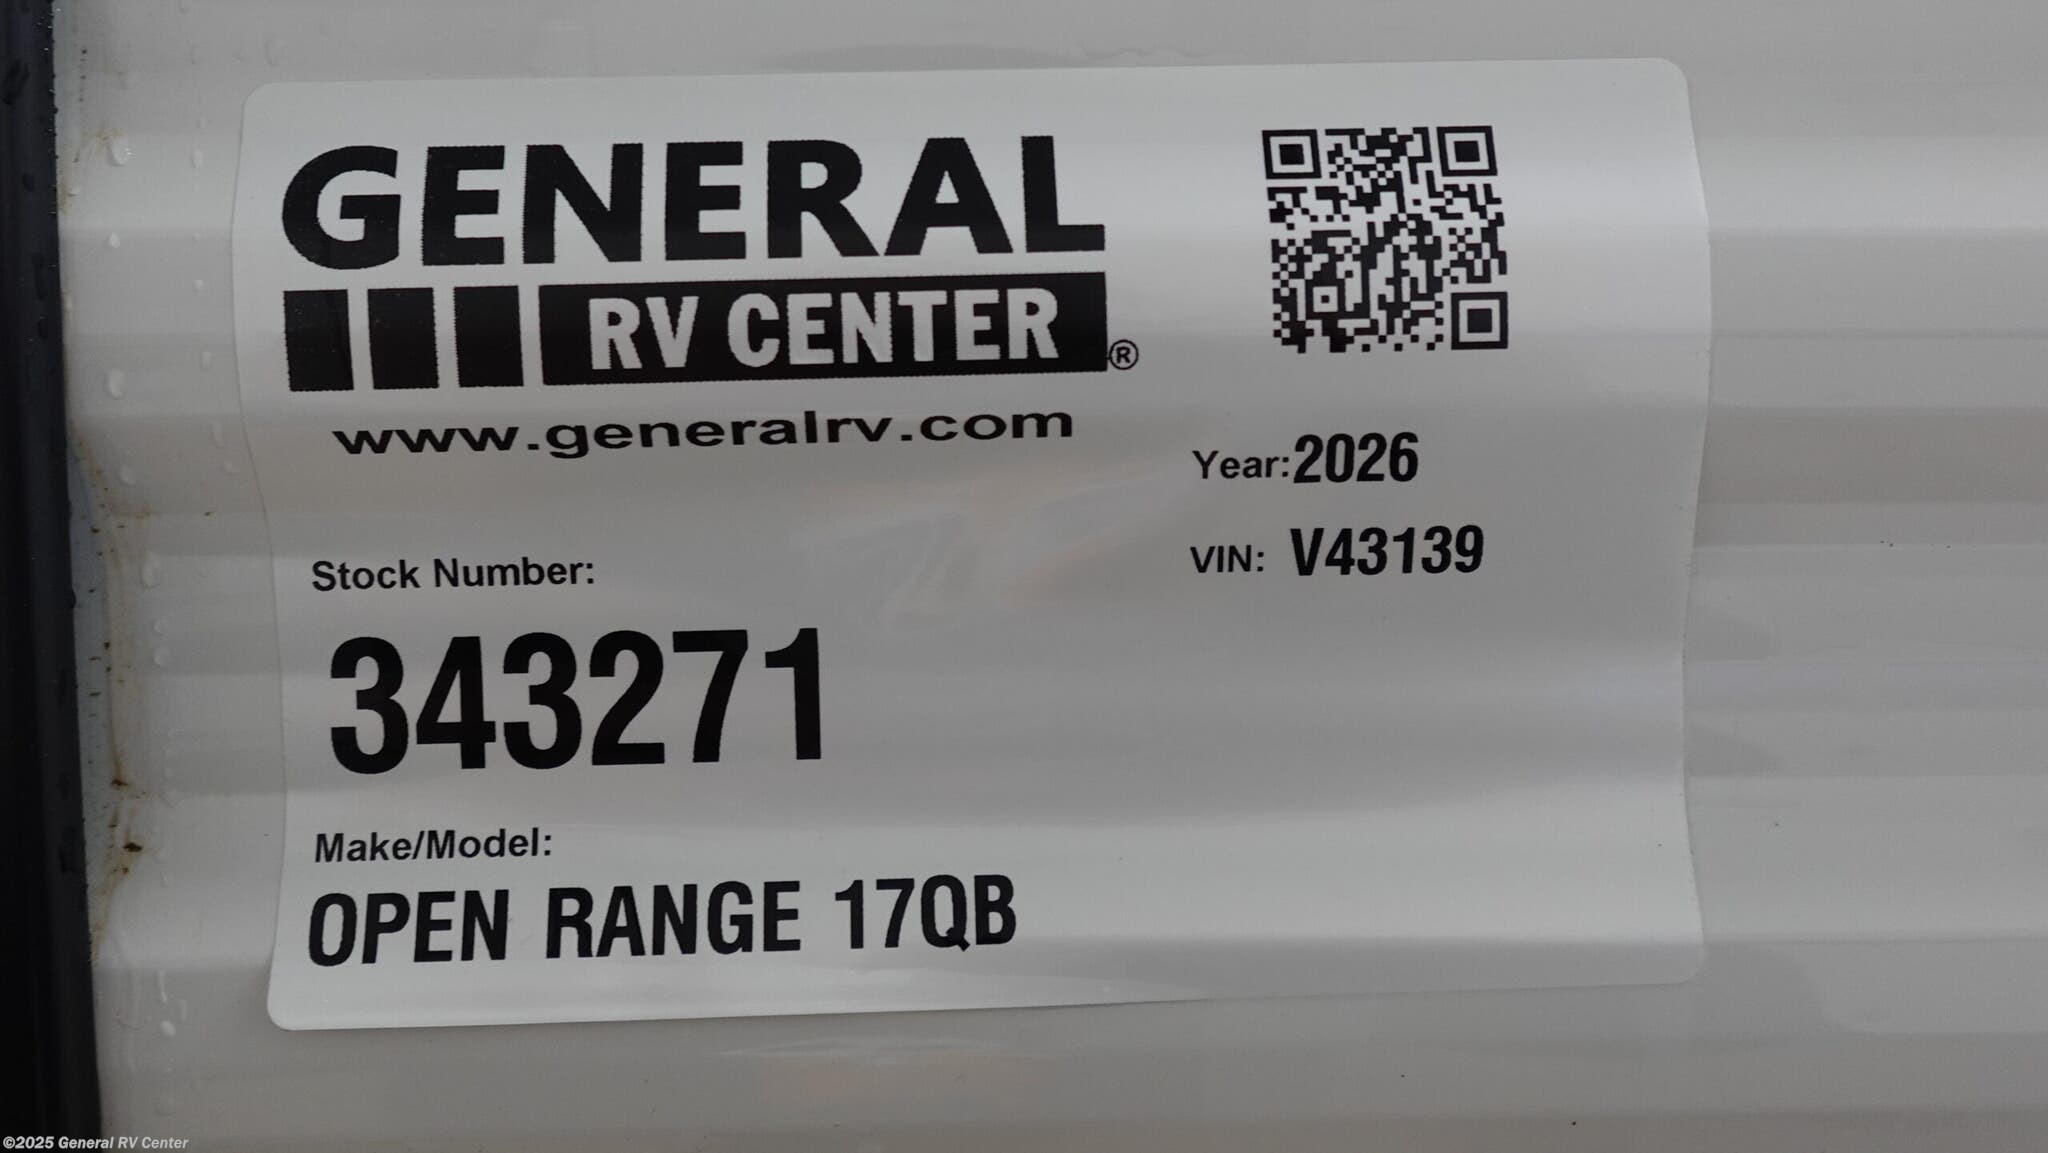 GENERAL
RV CENTER®
www.generalrv.com
Year: 2026
VIN: V43139
Stock Number:
343271
Make/Model:
OPEN RANGE 17QB
©2025 General RV Center